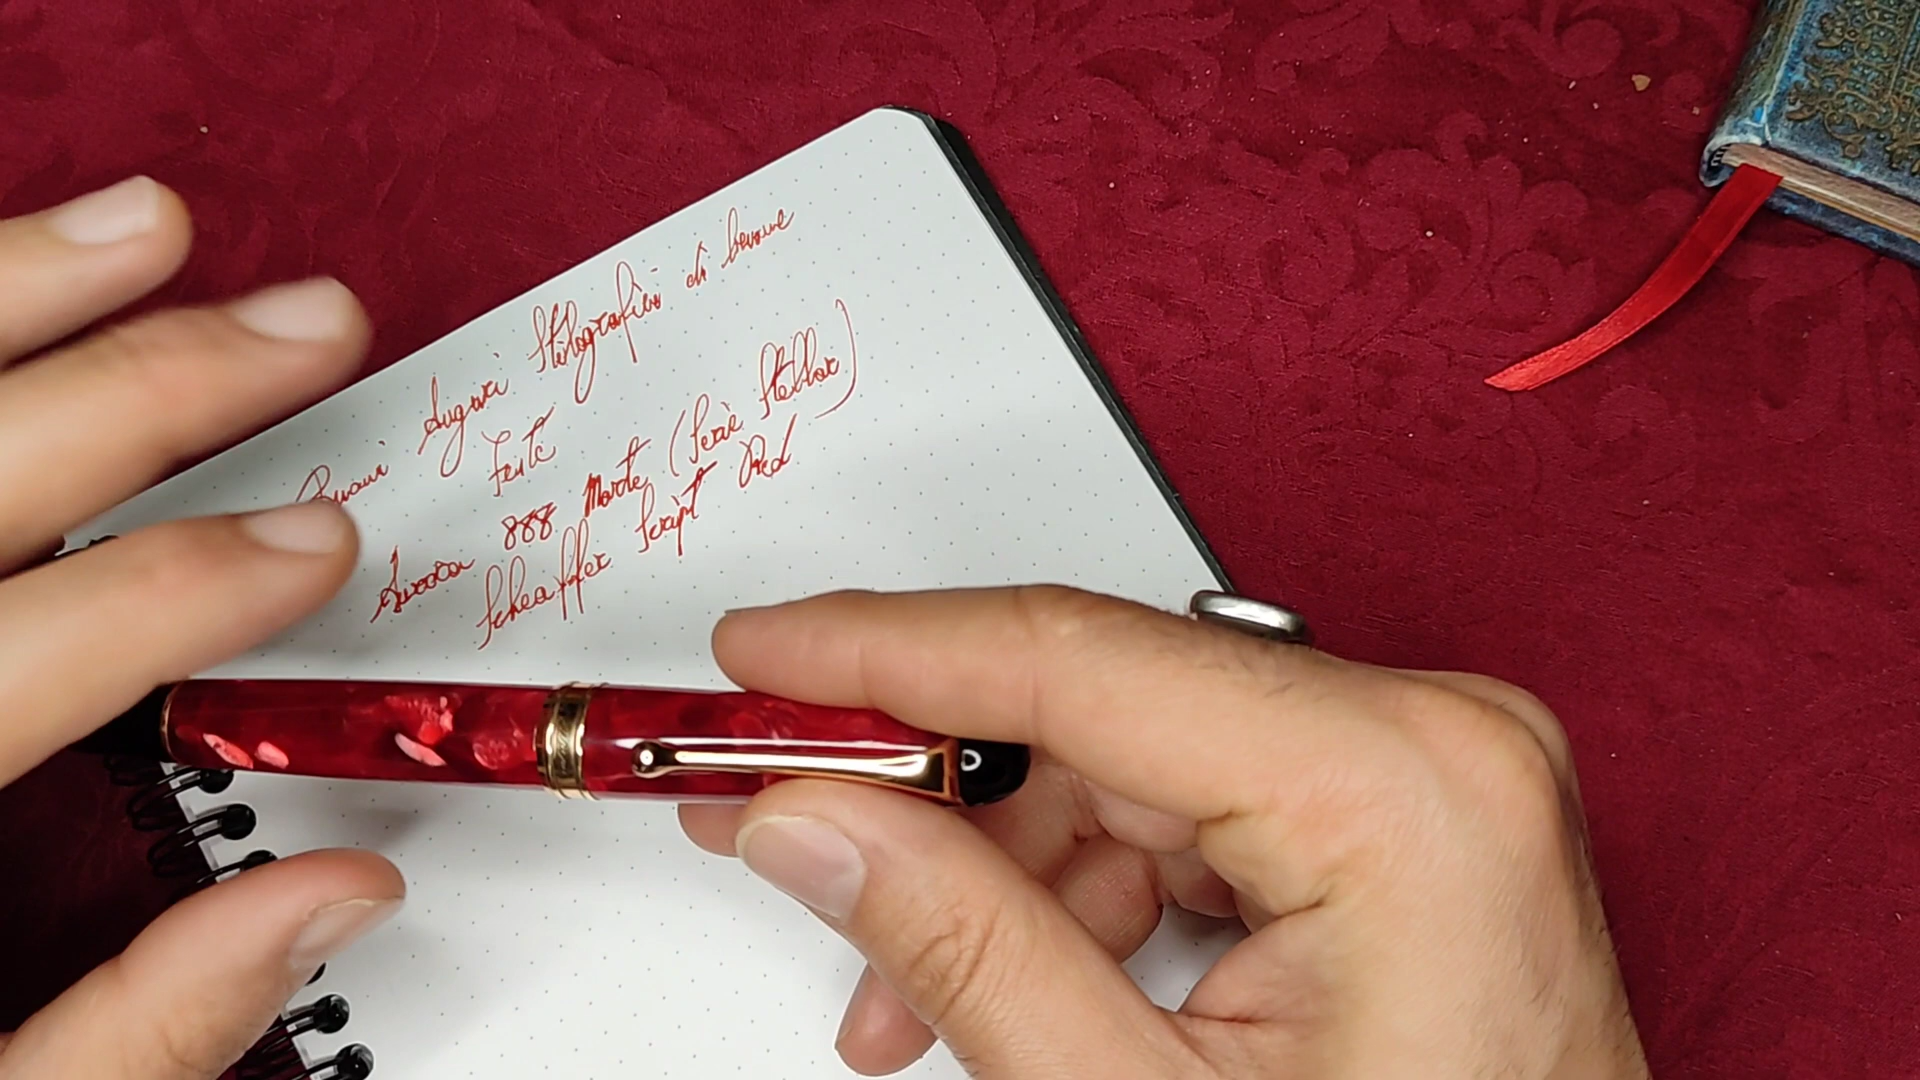 Buoni Auguri Stilografici di buone
Feste
Aurora 888 Marte (Serie Stellar)
Scheaffer Script Red